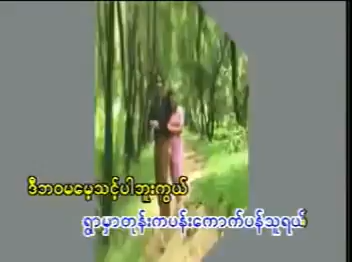 ဒီဘဝမမေ့သင့်ပါဘူးကွယ်
ရွာမှာတုန်းကပန်းကောက်ပန်သူရယ်